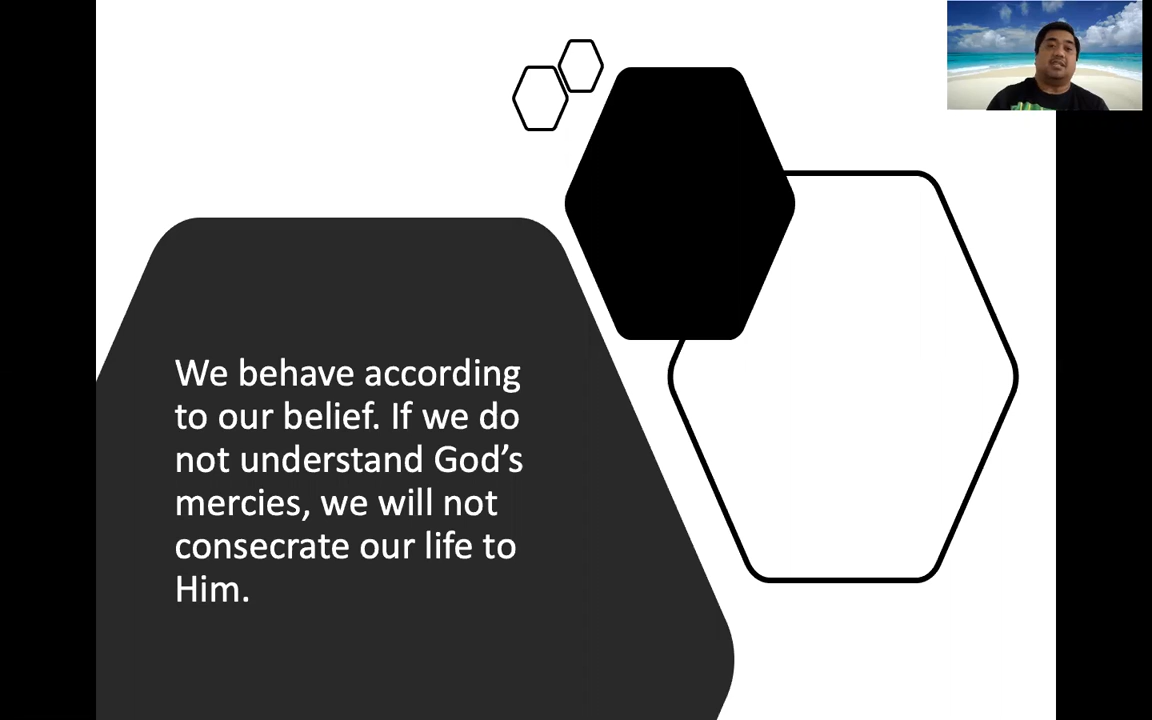 We behave according
to our belief. If we do
not understand God’s
mercies, we will not
consecrate our life to
Him.